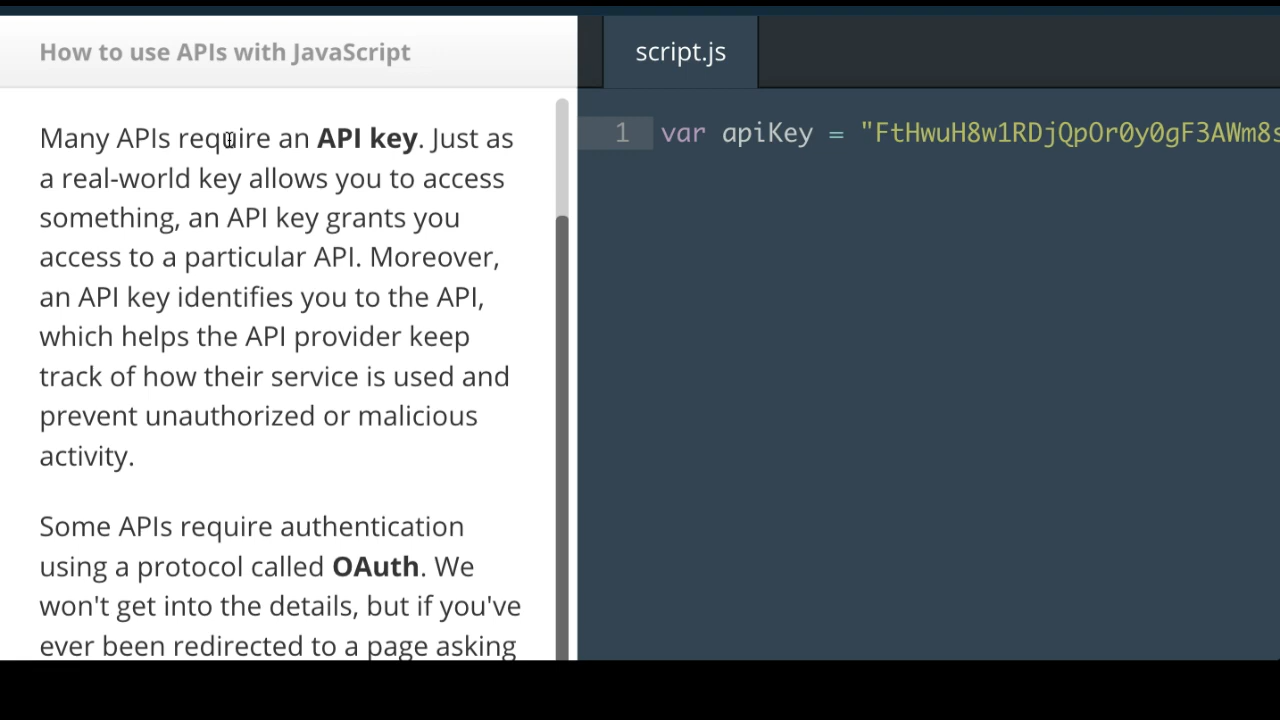 How to use APIs with JavaScript
script.js
Many APIs require an API key. Just as
a real-world key allows you to access
something, an API key grants you
access to a particular API. Moreover,
an API key identifies you to the API,
which helps the API provider keep
track of how their service is used and
prevent unauthorized or malicious
activity.
Some APIs require authentication
using a protocol called OAuth. We
won't get into the details, but if you've
ever been redirected to a page asking
1 var apiKey = "FtHwuH8w1RDjQpOr0y0gF3AWm8s